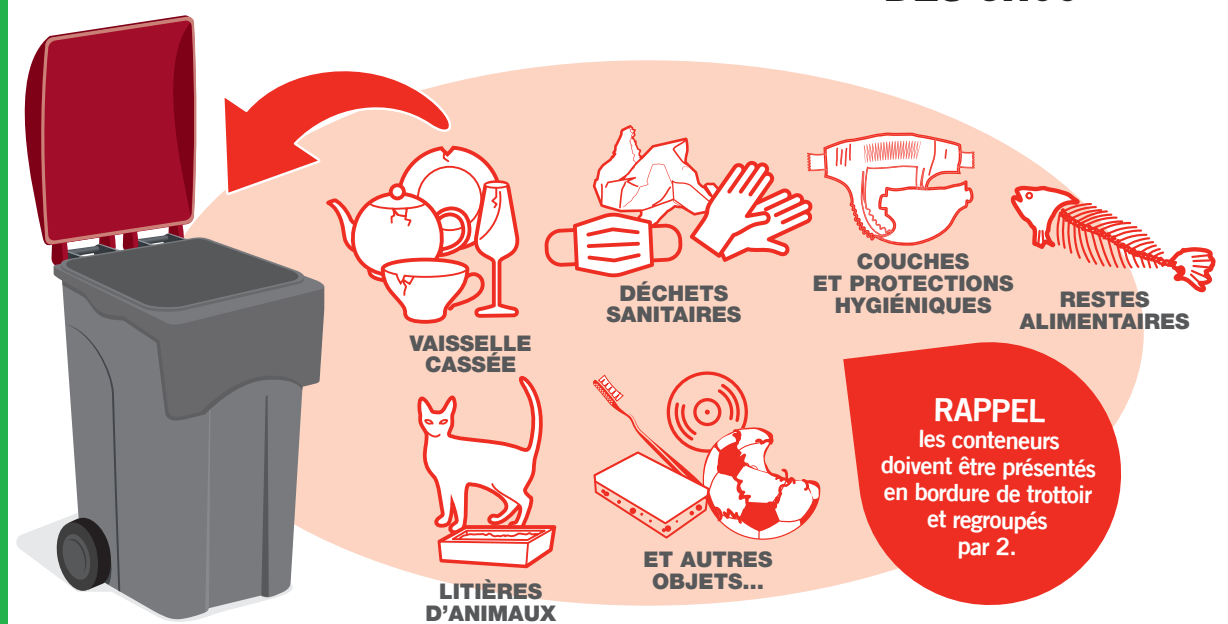 VAISSELLE
CASSÉE
DÉCHETS
SANITAIRES
COUCHES
ET PROTECTIONS
HYGIÉNIQUES
RESTES
ALIMENTAIRES
LITIÈRES
D'ANIMAUX
ET AUTRES
OBJETS...
RAPPEL
les conteneurs
doivent être présentés
en bordure de trottoir
et regroupés
par 2.